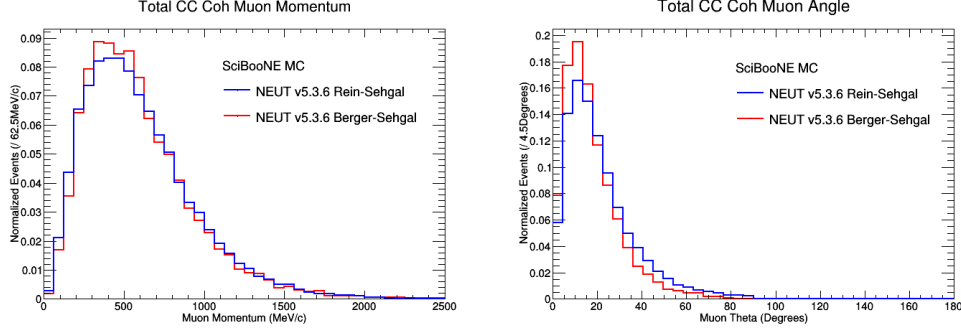 Total CC Coh Muon Momentum
Normalized Events (/ 62.5MeV/c)
0.09
0.08
0.07
0.06
0.05
0.04
0.03
0.02
0.01
0
SciBooNE MC
NEUT v5.3.6 Rein-Sehgal
NEUT v5.3.6 Berger-Sehgal
0 500 1000 1500 2000 2500
Muon Momentum (MeV/c)
Total CC Coh Muon Angle
Normalized Events (/ 4.5Degrees)
0.2
0.18
0.16
0.14
0.12
0.1
0.08
0.06
0.04
0.02
0
SciBooNE MC
NEUT v5.3.6 Rein-Sehgal
NEUT v5.3.6 Berger-Sehgal
0 20 40 60 80 100 120 140 160 180
Muon Theta (Degrees)